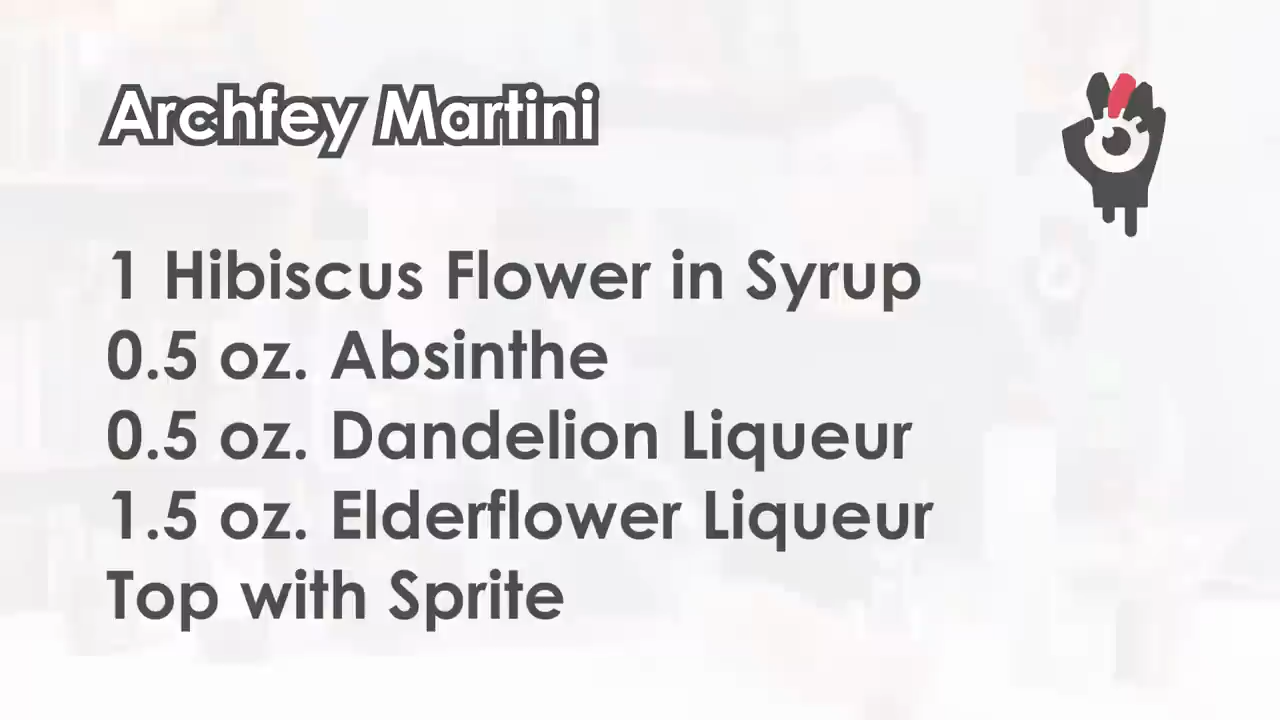 Archfey Martini
1 Hibiscus Flower in Syrup
0.5 oz. Absinthe
0.5 oz. Dandelion Liqueur
1.5 oz. Elderflower Liqueur
Top with Sprite